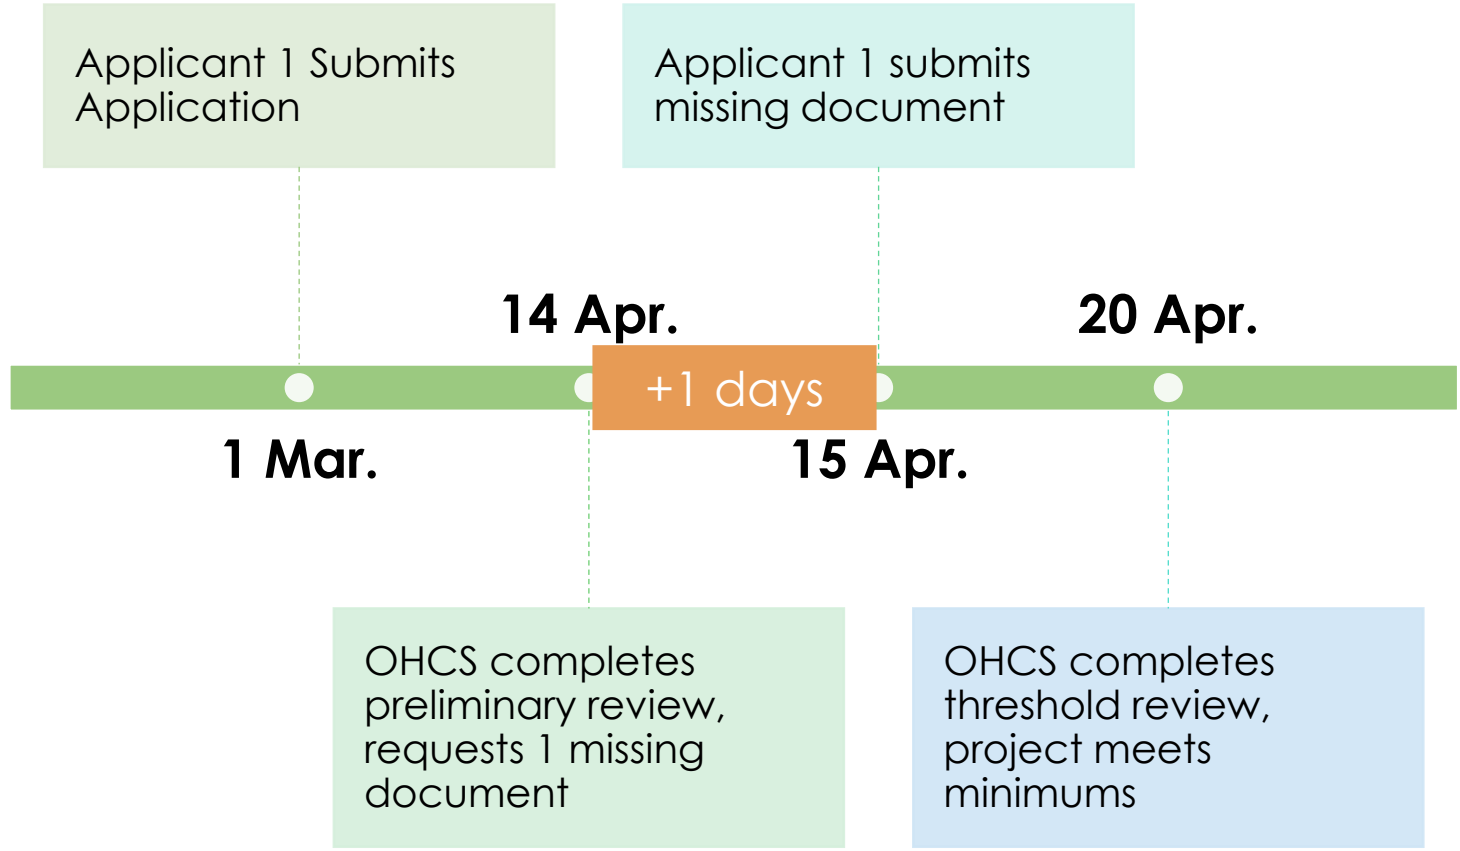 Applicant 1 Submits
Application
Applicant 1 submits
missing document
14 Apr.
20 Apr.
+1 days
1 Mar.
15 Apr.
OHCS completes
preliminary review,
requests 1 missing
document
OHCS completes
threshold review,
project meets
minimums